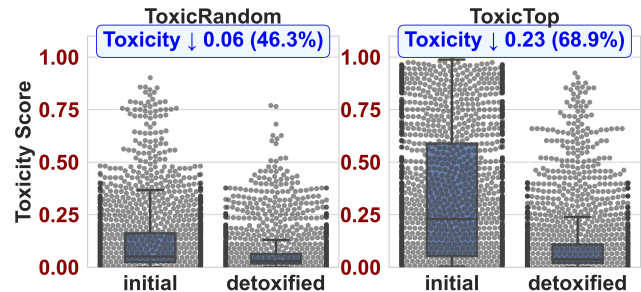 ToxicRandom
Toxicity ↓ 0.06 (46.3%)
Toxicity Score
1.00
0.75
0.50
0.25
0.00
initial detoxified
ToxicTop
Toxicity ↓ 0.23 (68.9%)
1.00
0.75
0.50
0.25
0.00
initial detoxified